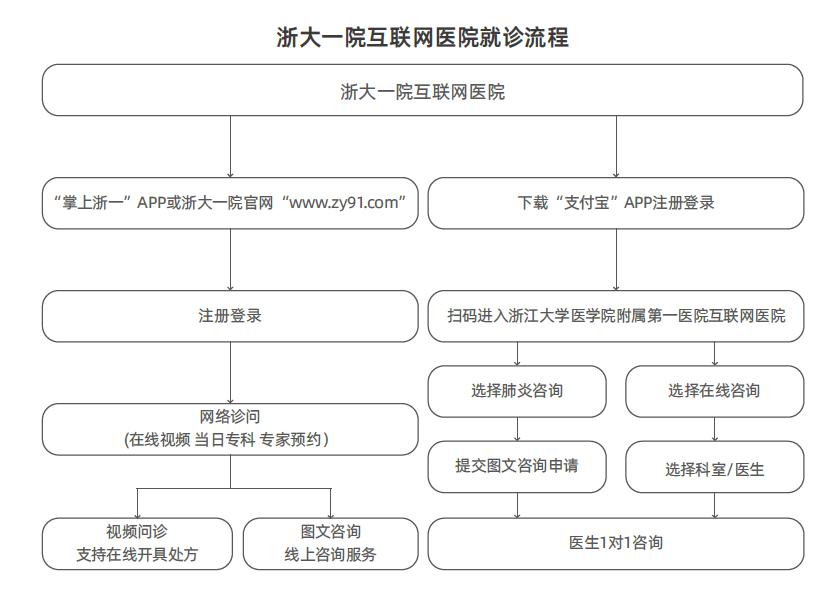 浙大一院互联网医院就诊流程
浙大一院互联网医院
“掌上浙一”APP或浙大一院官网“www.zy91.com”
下载“支付宝”APP注册登录
注册登录
扫码进入浙江大学医学院附属第一医院互联网医院
选择肺炎咨询
选择在线咨询
网络诊问
(在线视频 当日专科 专家预约)
提交图文咨询申请
选择科室/医生
视频问诊
支持在线开具处方
图文咨询
线上咨询服务
医生1对1咨询